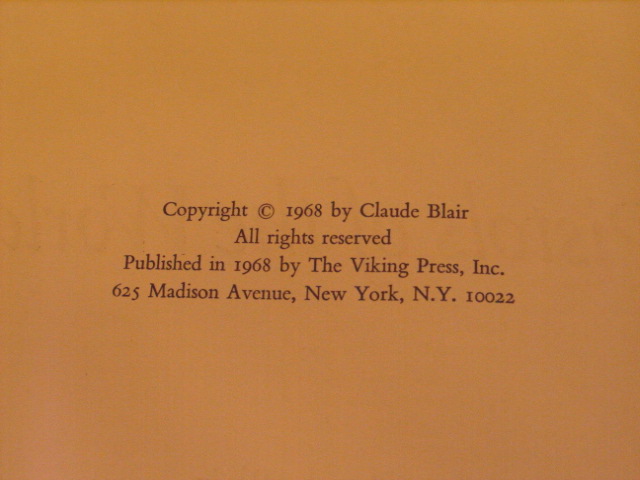 Copyright © 1968 by Claude Blair
All rights reserved
Published in 1968 by The Viking Press, Inc.
625 Madison Avenue, New York, N.Y. 10022